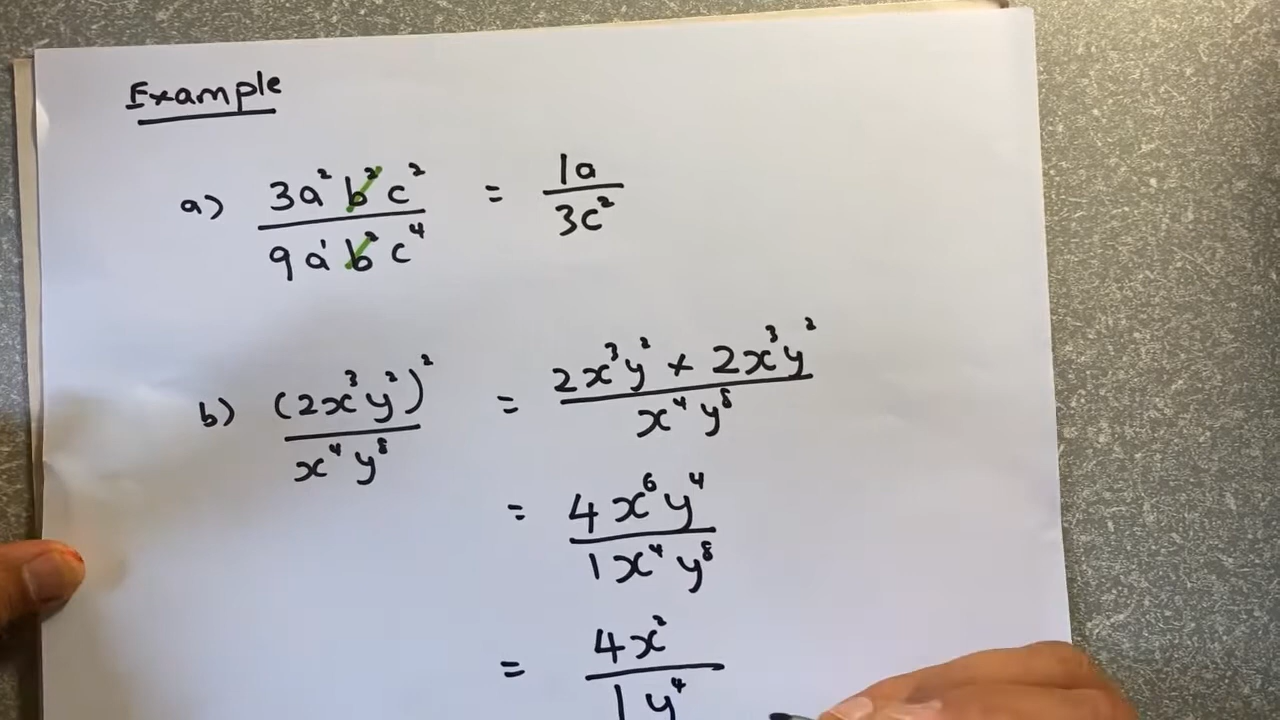 Example
a) 3a²b²c² / 9a¹b²c⁴ = 1a / 3c²
b) (2x³y²)² / x⁴y⁸ = 2x³y² × 2x³y² / x⁴y⁸
= 4x⁶y⁴ / 1x⁴y⁸
= 4x² / 1y⁴